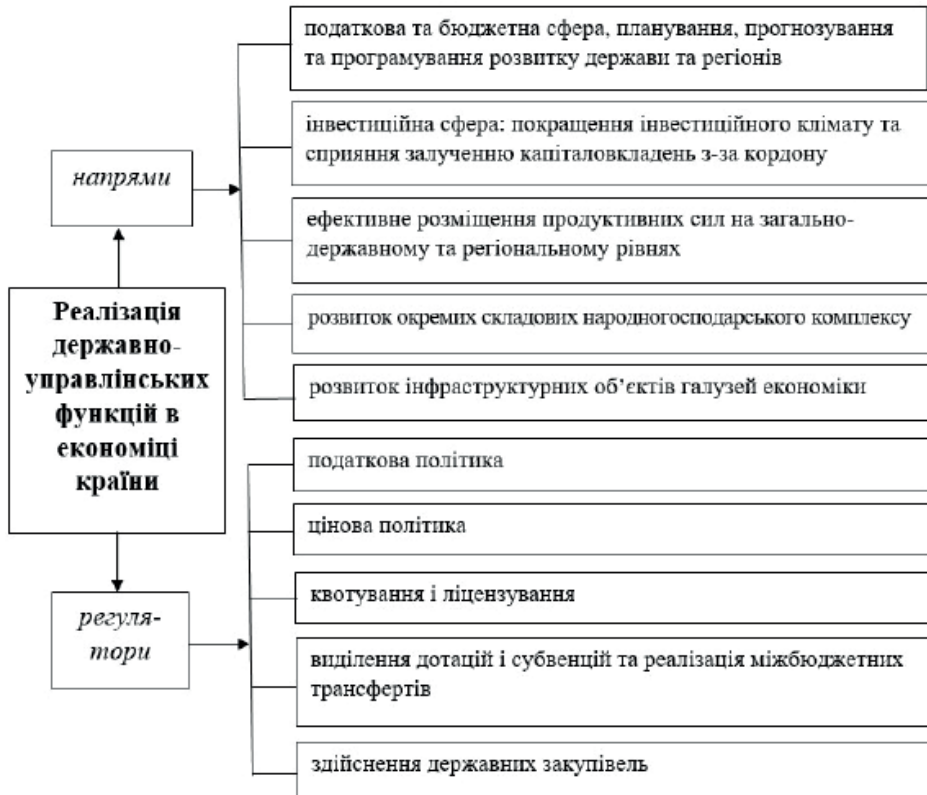 податкова та бюджетна сфера, планування, прогнозування
та програмування розвитку держави та регіонів
інвестиційна сфера: покращення інвестиційного клімату та
сприяння залученню капіталовкладень з-за кордону
напрями
ефективне розміщення продуктивних сил на загально-
державному та регіональному рівнях
розвиток окремих складових народногосподарського комплексу
розвиток інфраструктурних об’єктів галузей економіки
Реалізація
державно-
управлінських
функцій в
економіці
країни
податкова політика
цінова політика
квотування і ліцензування
регуля-
тори
виділення дотацій і субвенцій та реалізація міжбюджетних
трансфертів
здійснення державних закупівель